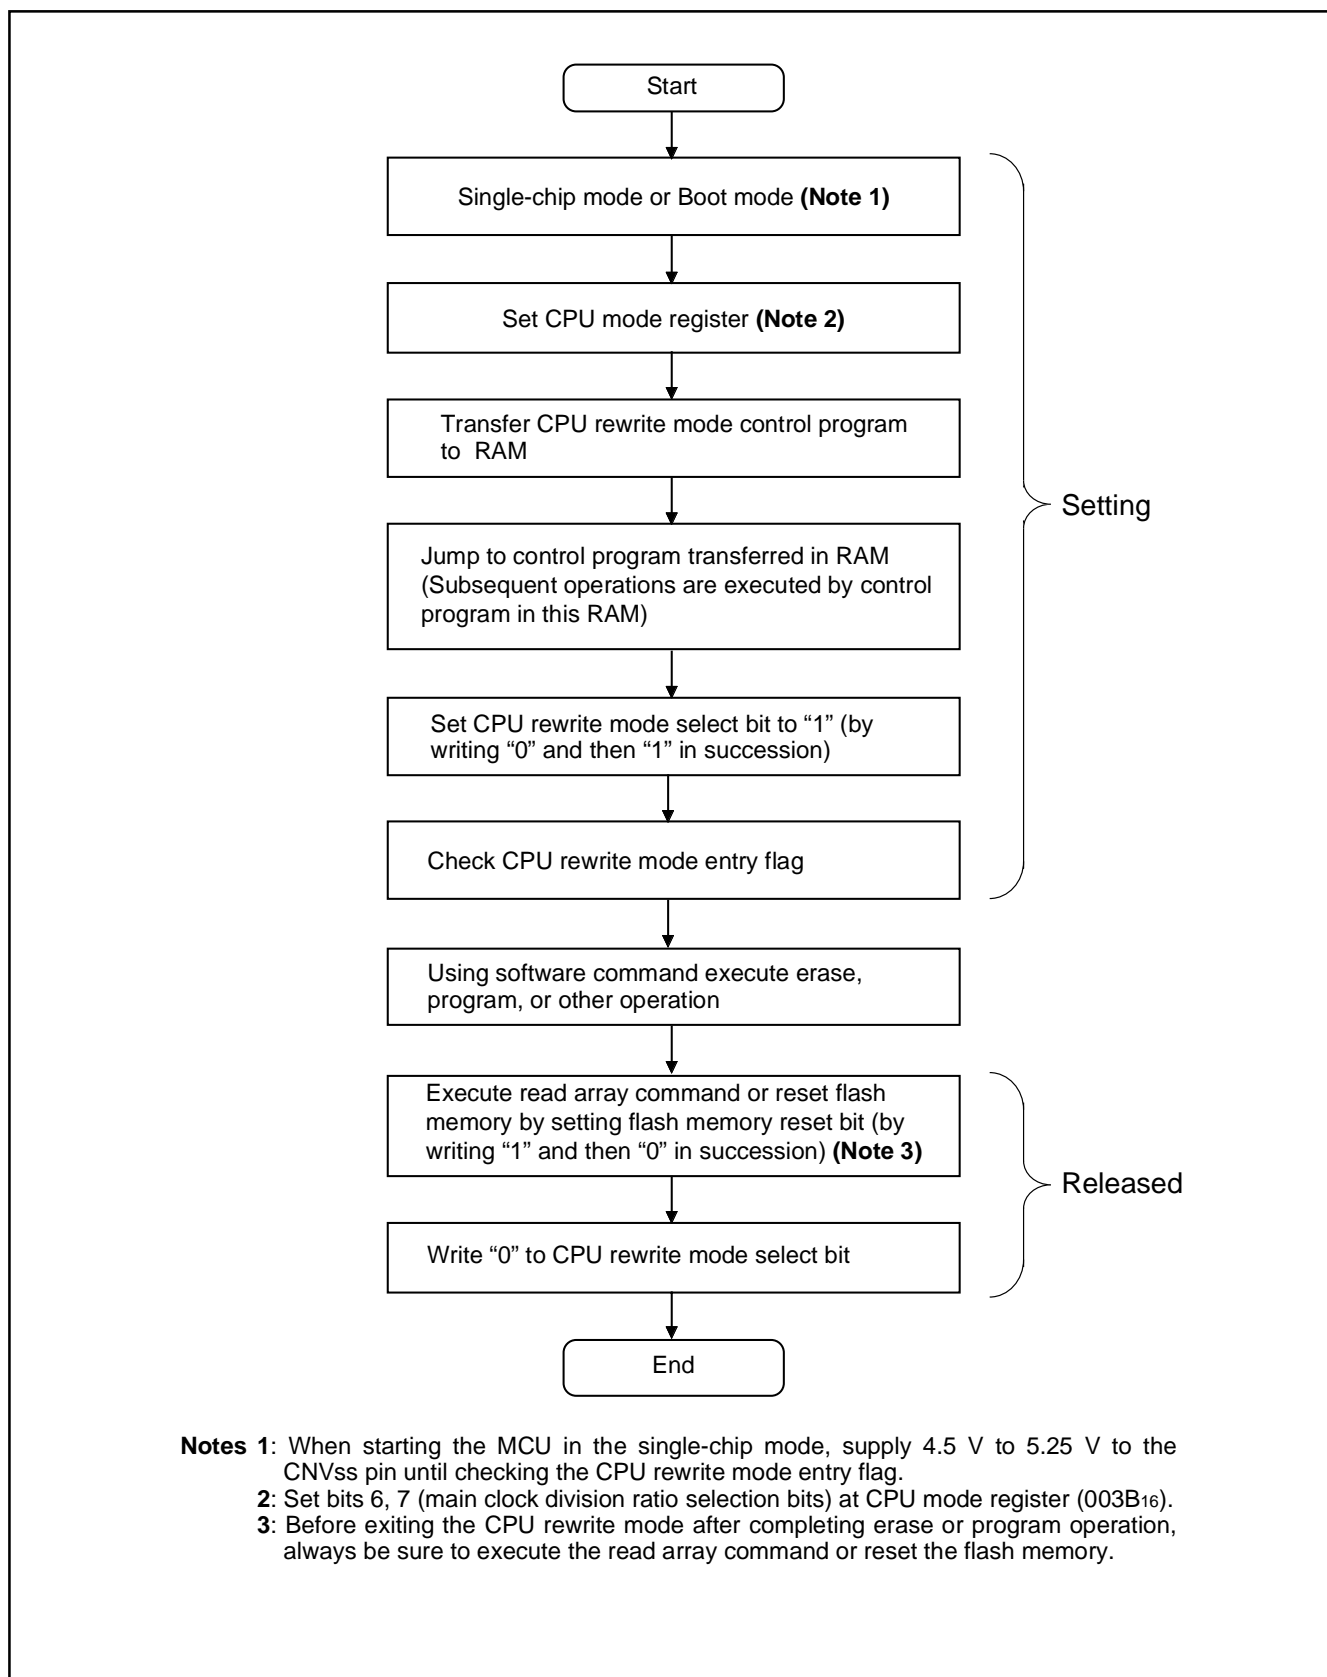 Start
Single-chip mode or Boot mode (Note 1)
Set CPU mode register (Note 2)
Transfer CPU rewrite mode control program
to RAM
Jump to control program transferred in RAM
(Subsequent operations are executed by control
program in this RAM)
Setting
Set CPU rewrite mode select bit to “1” (by
writing “0” and then “1” in succession)
Check CPU rewrite mode entry flag
Using software command execute erase,
program, or other operation
Execute read array command or reset flash
memory by setting flash memory reset bit (by
writing “1” and then “0” in succession) (Note 3)
Released
Write “0” to CPU rewrite mode select bit
End
Notes 1: When starting the MCU in the single-chip mode, supply 4.5 V to 5.25 V to the
CNVss pin until checking the CPU rewrite mode entry flag.
2: Set bits 6, 7 (main clock division ratio selection bits) at CPU mode register (003B16).
3: Before exiting the CPU rewrite mode after completing erase or program operation,
always be sure to execute the read array command or reset the flash memory.